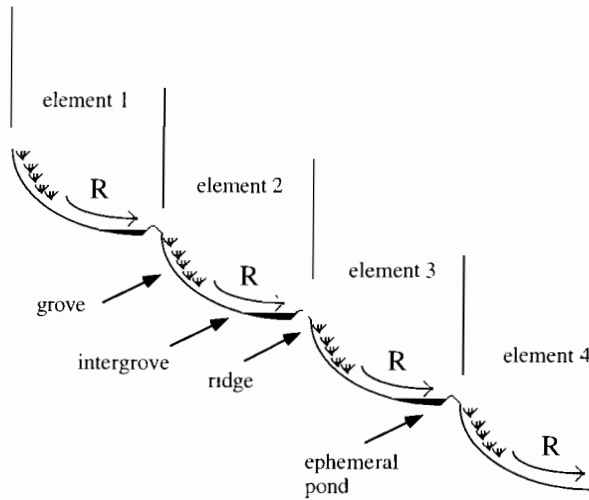 element 1
R
element 2
R
grove
element 3
intergrove
ridge
R
element 4
ephemeral
pond
R